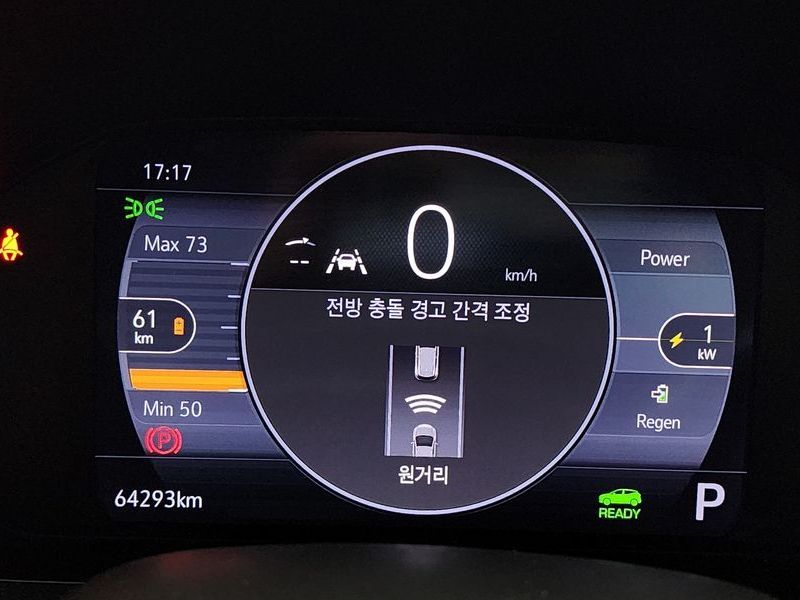 17:17
Max 73
0
km/h
Power
전방 충돌 경고 간격 조정
61
km
1
kW
Min 50
Regen
P
원거리
64293km
READY
P